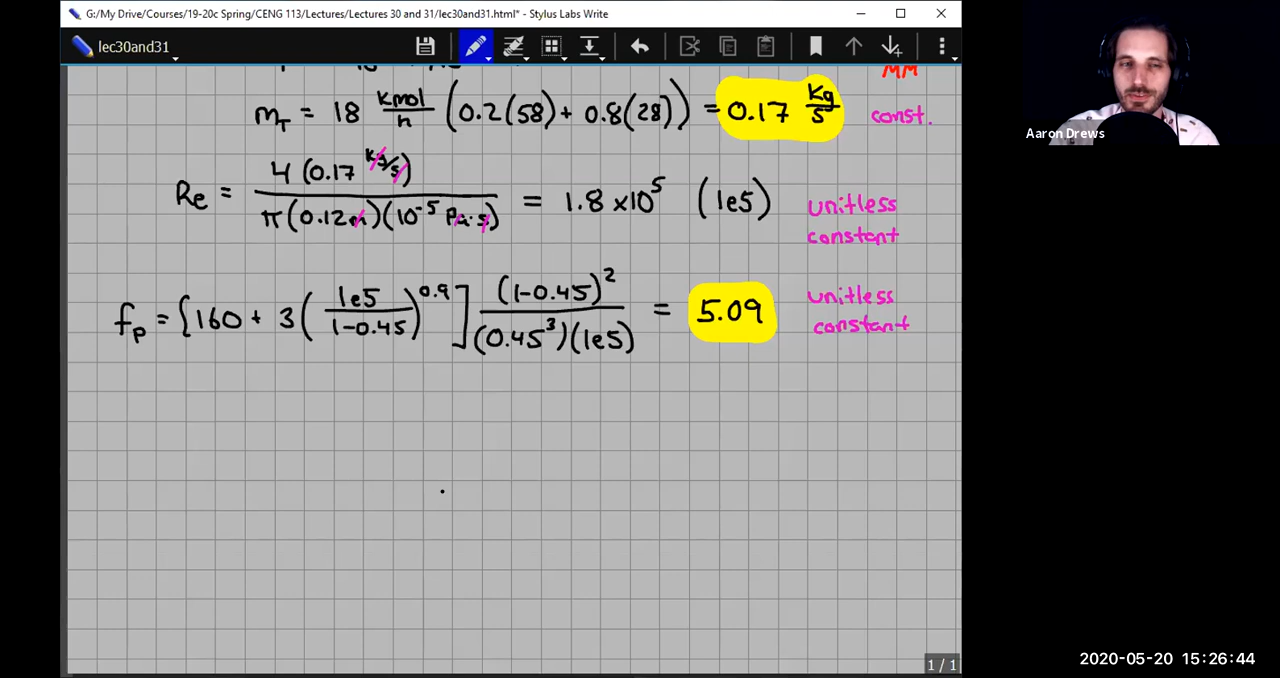 G:/My Drive/Courses/19-20c Spring/CENG 113/Lectures/Lectures 30 and 31/lec30and31.html* - Stylus Labs Write
lec30and31
MM
m_T = 18 kmol/h (0.2(58) + 0.8(28)) = 0.17 kg/s const.
Re = 4 (0.17 kg/s) / π(0.12m)(10^-5 Pa·s) = 1.8 x 10^5 (1e5) unitless
constant
f_p = {160 + 3 (1e5 / 1-0.45)^0.9] (1-0.45)^2 / (0.45^3)(1e5) = 5.09 unitless
constant
Aaron Drews
1 / 1
2020-05-20 15:26:44